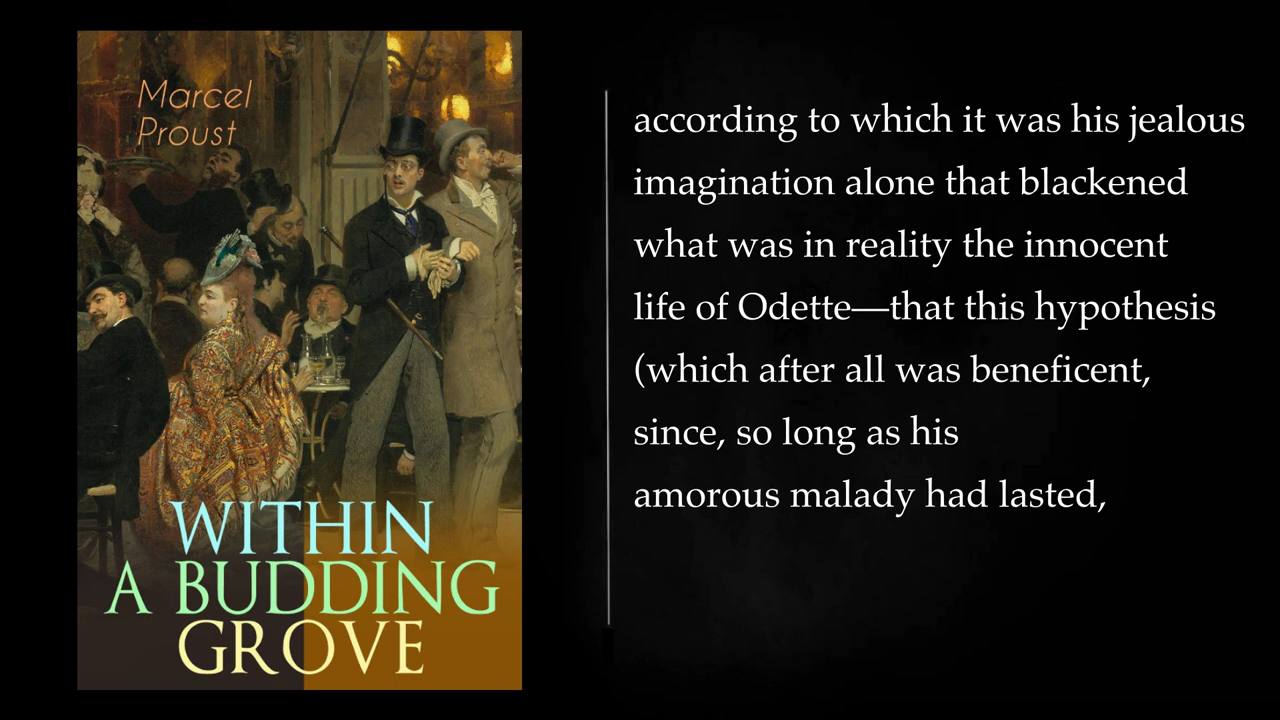 Marcel
Proust
WITHIN
A BUDDING
GROVE
according to which it was his jealous
imagination alone that blackened
what was in reality the innocent
life of Odette—that this hypothesis
(which after all was beneficent,
since, so long as his
amorous malady had lasted,